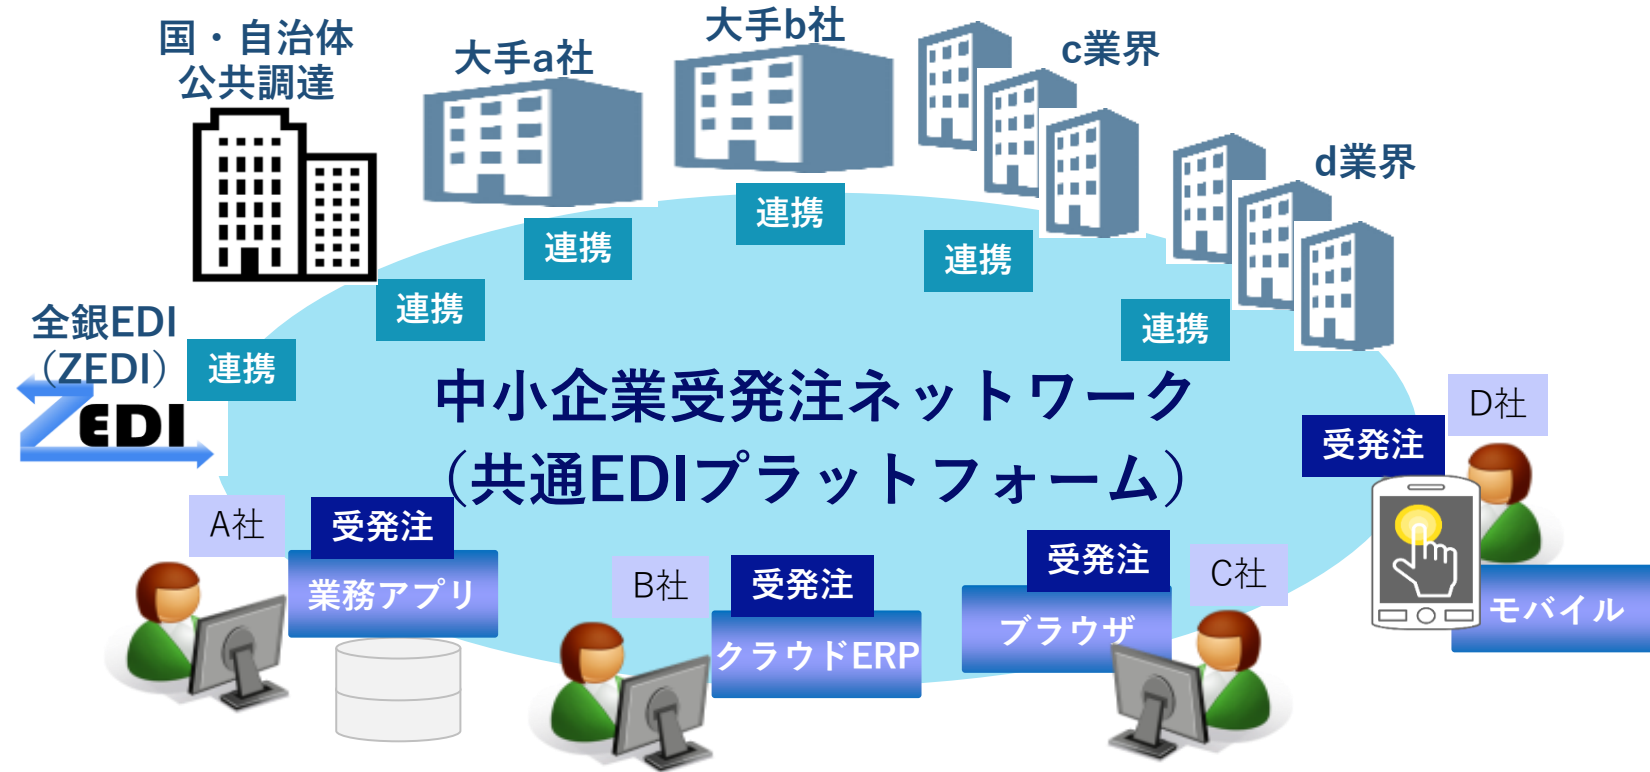 国・自治体
公共調達
大手a社
大手b社
c業界
d業界
連携
連携
連携
連携
連携
連携
全銀EDI
（ZEDI）
ZEDI
中小企業受発注ネットワーク
（共通EDIプラットフォーム）
A社
受発注
業務アプリ
B社
受発注
クラウドERP
受発注
ブラウザ
C社
D社
受発注
モバイル